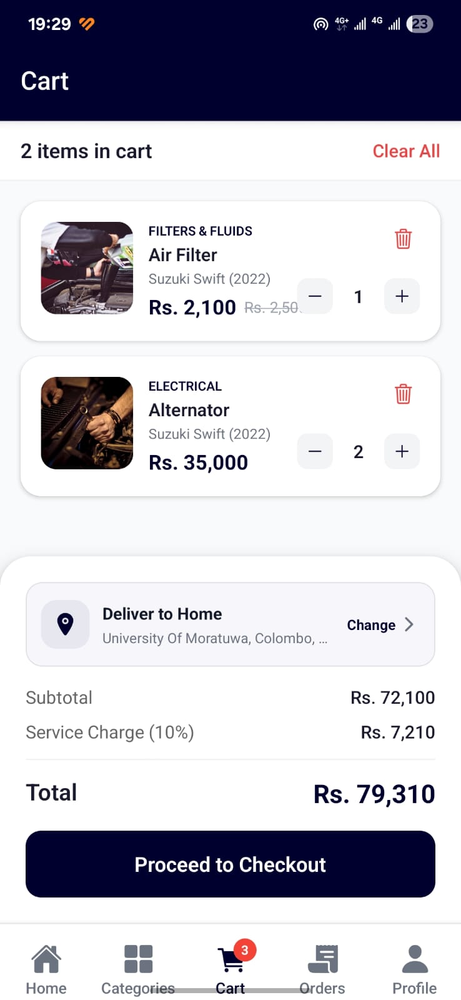 19:29
4G+ 4G 23
Cart
2 items in cart
Clear All
FILTERS & FLUIDS
Air Filter
Suzuki Swift (2022)
Rs. 2,100 Rs. 2,50
1
ELECTRICAL
Alternator
Suzuki Swift (2022)
Rs. 35,000
2
Deliver to Home
University Of Moratuwa, Colombo, ...
Change
Subtotal Rs. 72,100
Service Charge (10%) Rs. 7,210
Total Rs. 79,310
Proceed to Checkout
3
Home Categories Cart Orders Profile